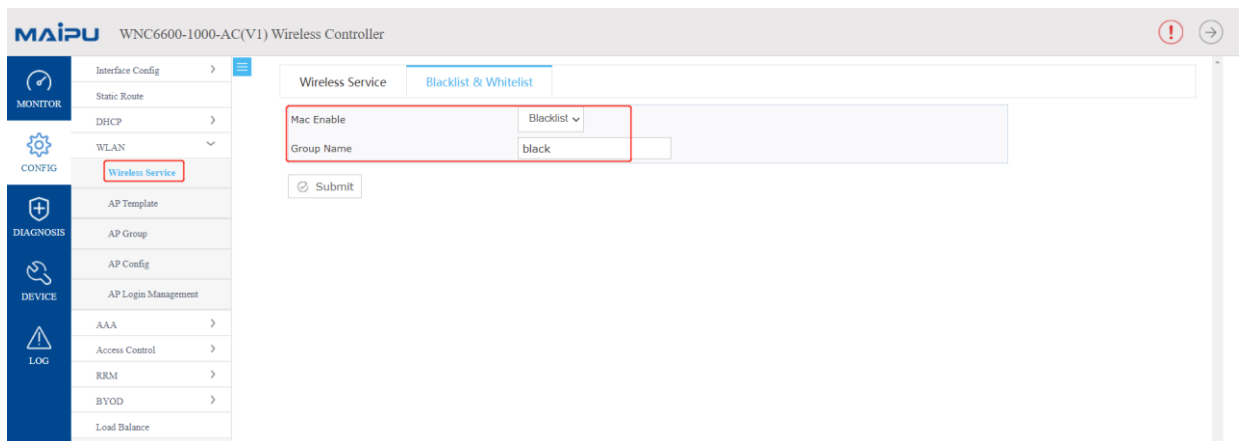 MAIPU WNC6600-1000-AC(V1) Wireless Controller
MONITOR
CONFIG
DIAGNOSIS
DEVICE
LOG
Interface Config
Static Route
DHCP
WLAN
Wireless Service
AP Template
AP Group
AP Config
AP Login Management
AAA
Access Control
RRM
BYOD
Load Balance
Wireless Service Blacklist & Whitelist
Mac Enable Blacklist
Group Name black
Submit